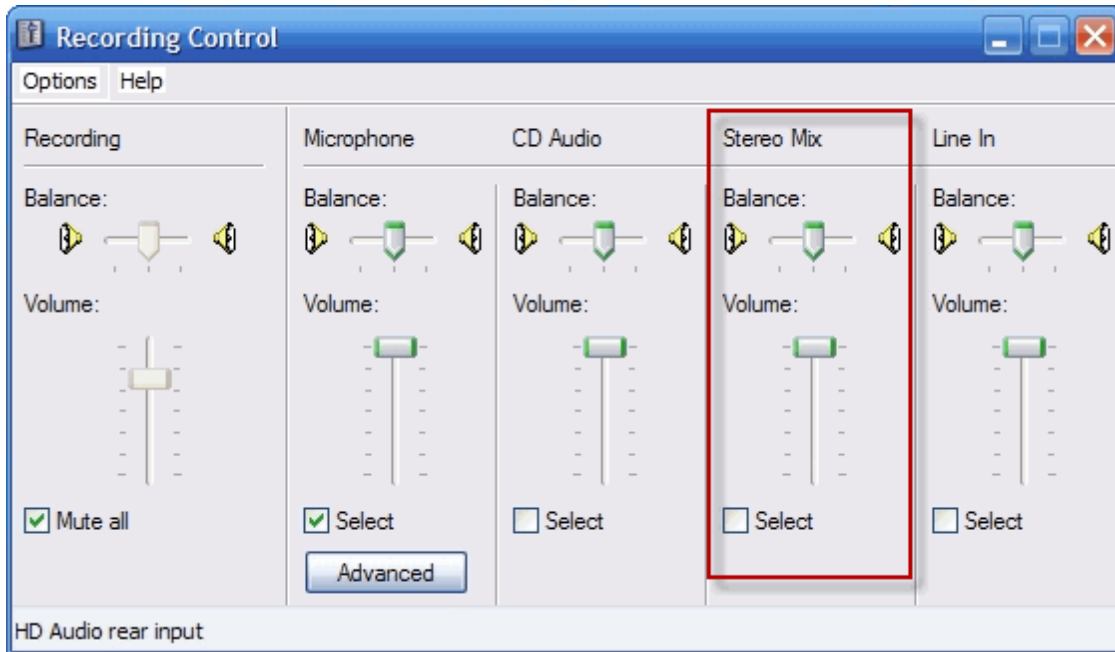 Recording Control
Options Help
Recording Microphone CD Audio Stereo Mix Line In
Balance: Balance: Balance: Balance: Balance:
Volume: Volume: Volume: Volume: Volume:
Mute all Select Select Select Select
Advanced
HD Audio rear input